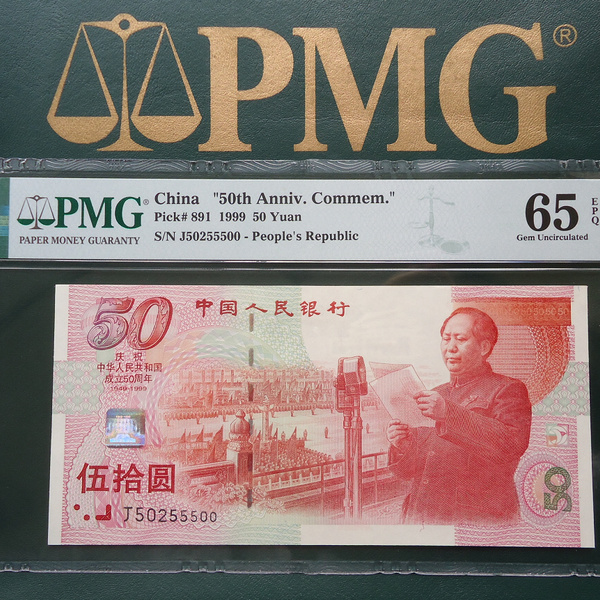 PMG®
PMG®
PAPER MONEY GUARANTY
China "50th Anniv. Commem."
Pick# 891 1999 50 Yuan
S/N J50255500 - People's Republic
65
EPQ
Gem Uncirculated
50
中国人民银行
庆祝
中华人民共和国
成立50周年
1949-1999
伍拾圆
J50255500
50